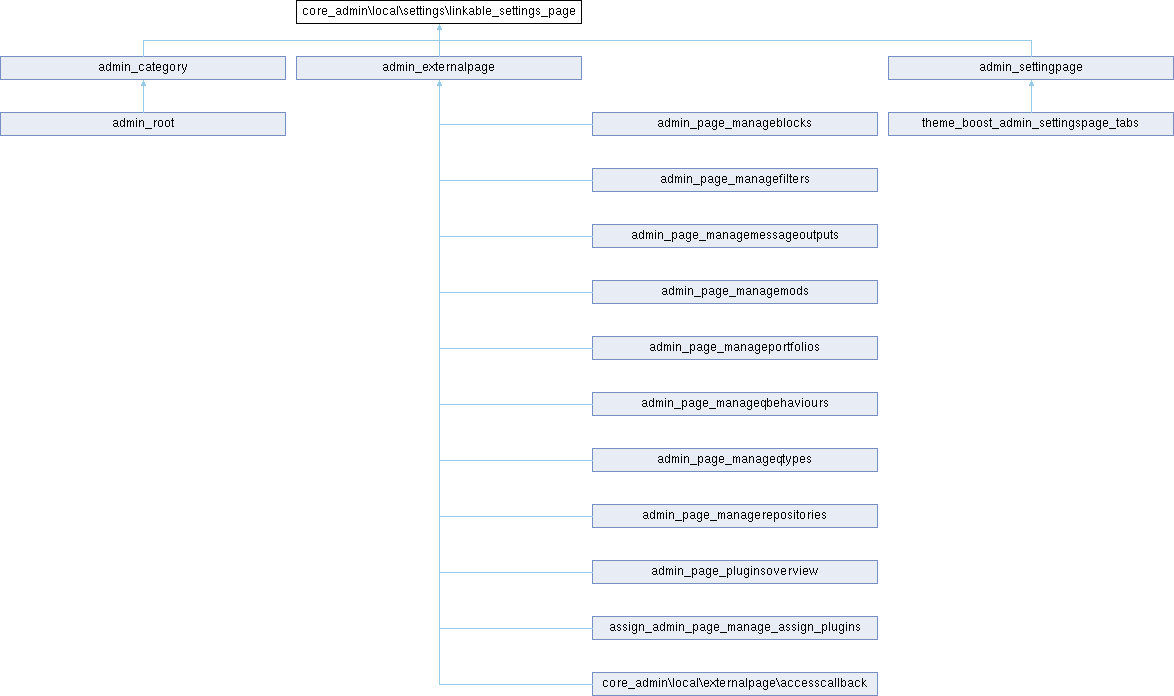 core_admin\local\settings\linkable_settings_page
admin_category
admin_externalpage
admin_settingpage
admin_root
admin_page_manageblocks
theme_boost_admin_settingspage_tabs
admin_page_managefilters
admin_page_managemessageoutputs
admin_page_managemods
admin_page_manageportfolios
admin_page_manageqbehaviours
admin_page_manageqtypes
admin_page_managerepositories
admin_page_pluginsoverview
assign_admin_page_manage_assign_plugins
core_admin\local\externalpage\accesscallback